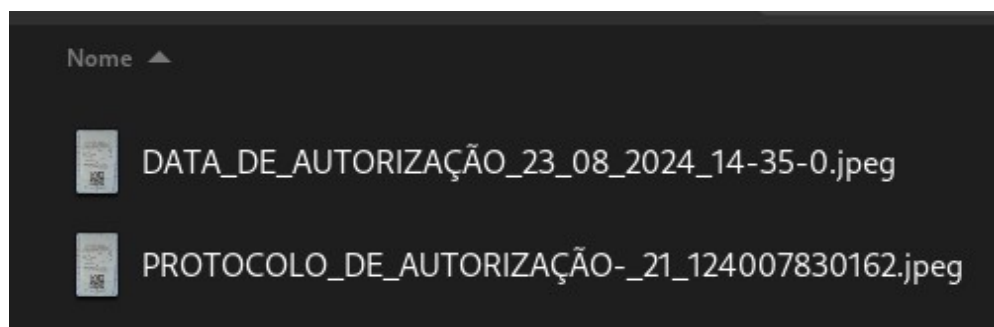 Nome
DATA_DE_AUTORIZAÇÃO_23_08_2024_14-35-0.jpeg
PROTOCOLO_DE_AUTORIZAÇÃO-_21_124007830162.jpeg